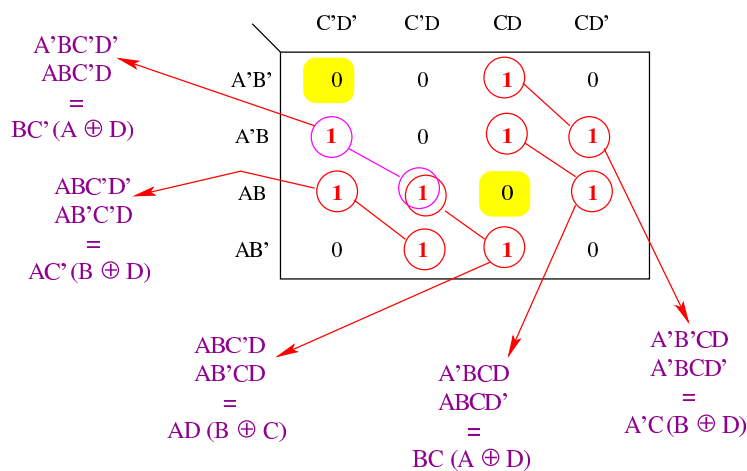 C'D' C'D CD CD'
A'B' 0 0 1 0
A'B 1 0 1 1
AB 1 1 0 1
AB' 0 1 1 0
A'BC'D'
ABC'D
=
BC' (A ⊕ D)
ABC'D'
AB'C'D
=
AC' (B ⊕ D)
ABC'D
AB'CD
=
AD (B ⊕ C)
A'BCD
ABCD'
=
BC (A ⊕ D)
A'B'CD
A'BCD'
=
A'C (B ⊕ D)